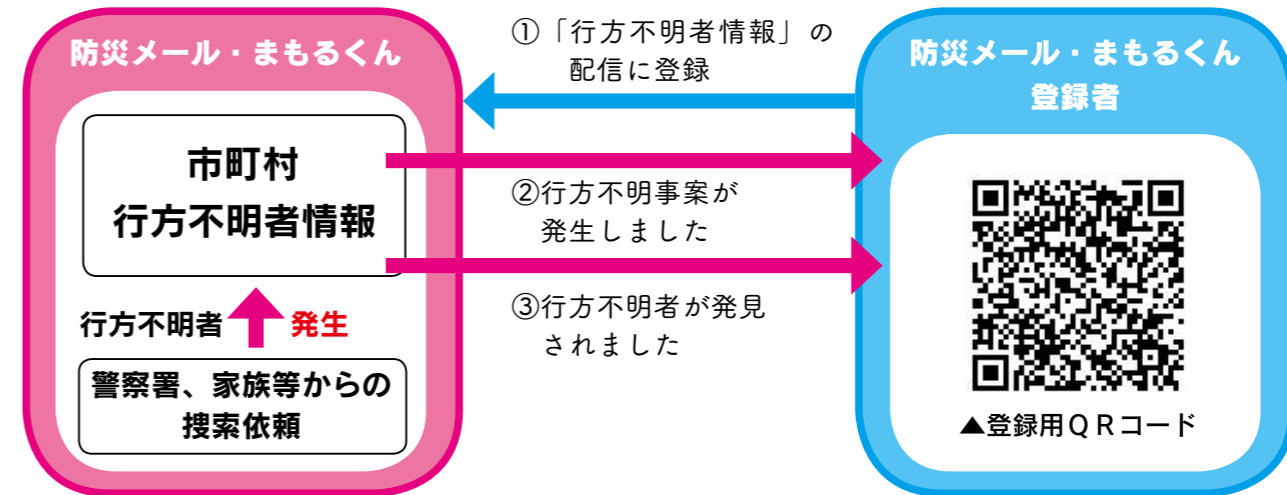 防災メール・まもるくん
市町村
行方不明者情報
行方不明者
発生
警察署、家族等からの
捜索依頼
①「行方不明者情報」の
配信に登録
②行方不明事案が
発生しました
③行方不明者が発見
されました
防災メール・まもるくん
登録者
▲登録用QRコード